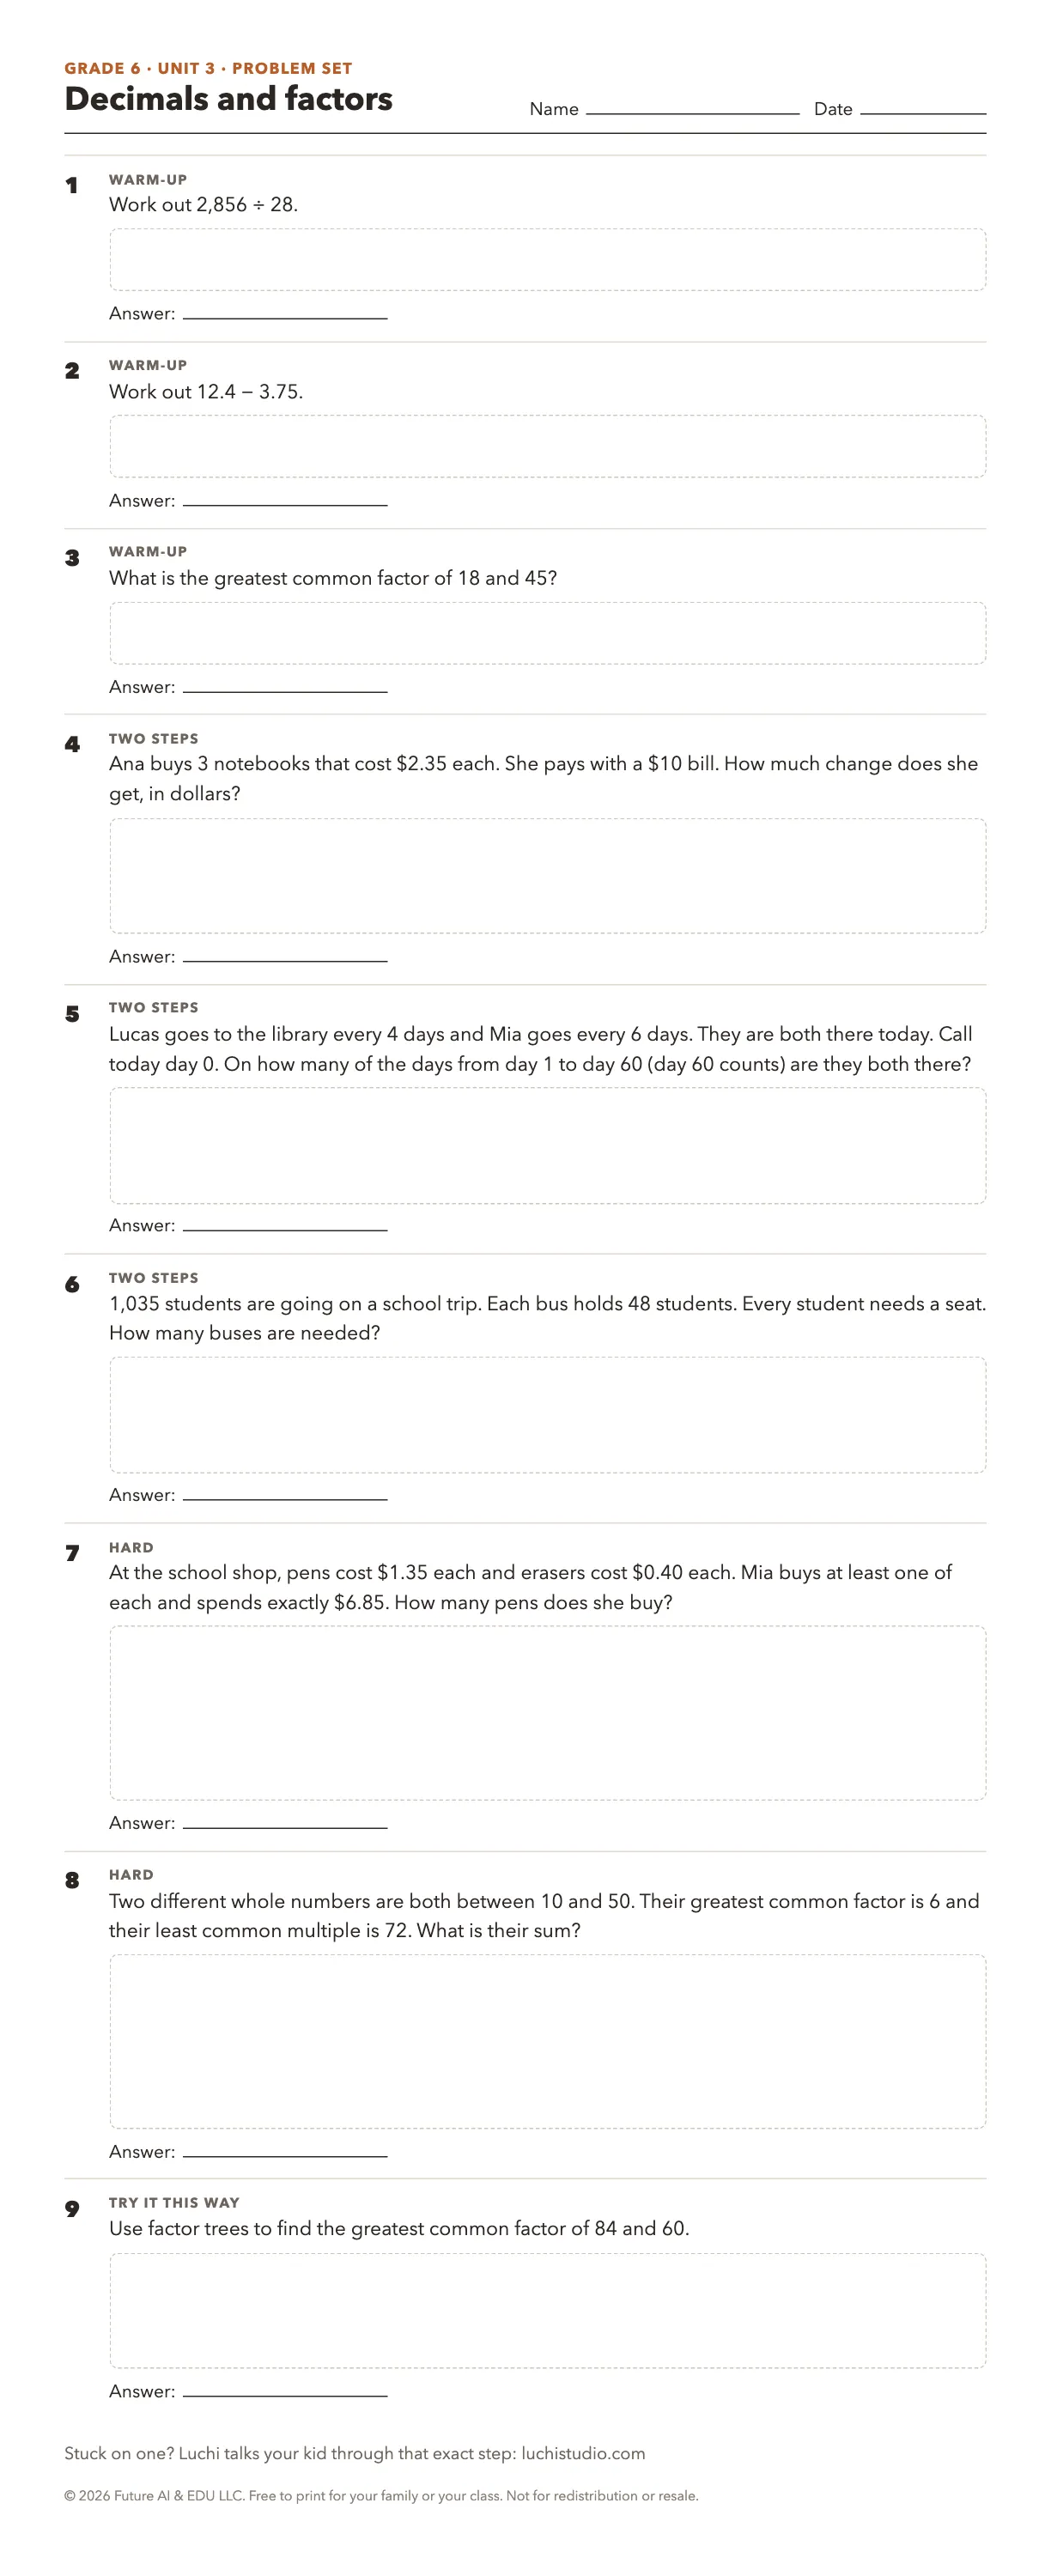 GRADE 6 · UNIT 3 · PROBLEM SET
Decimals and factors
Name Date
1
WARM-UP
Work out 2,856 ÷ 28.
Answer:
2
WARM-UP
Work out 12.4 − 3.75.
Answer:
3
WARM-UP
What is the greatest common factor of 18 and 45?
Answer:
4
TWO STEPS
Ana buys 3 notebooks that cost $2.35 each. She pays with a $10 bill. How much change does she
get, in dollars?
Answer:
5
TWO STEPS
Lucas goes to the library every 4 days and Mia goes every 6 days. They are both there today. Call
today day 0. On how many of the days from day 1 to day 60 (day 60 counts) are they both there?
Answer:
6
TWO STEPS
1,035 students are going on a school trip. Each bus holds 48 students. Every student needs a seat.
How many buses are needed?
Answer:
7
HARD
At the school shop, pens cost $1.35 each and erasers cost $0.40 each. Mia buys at least one of
each and spends exactly $6.85. How many pens does she buy?
Answer:
8
HARD
Two different whole numbers are both between 10 and 50. Their greatest common factor is 6 and
their least common multiple is 72. What is their sum?
Answer:
9
TRY IT THIS WAY
Use factor trees to find the greatest common factor of 84 and 60.
Answer:
Stuck on one? Luchi talks your kid through that exact step: luchistudio.com
© 2026 Future AI & EDU LLC. Free to print for your family or your class. Not for redistribution or resale.